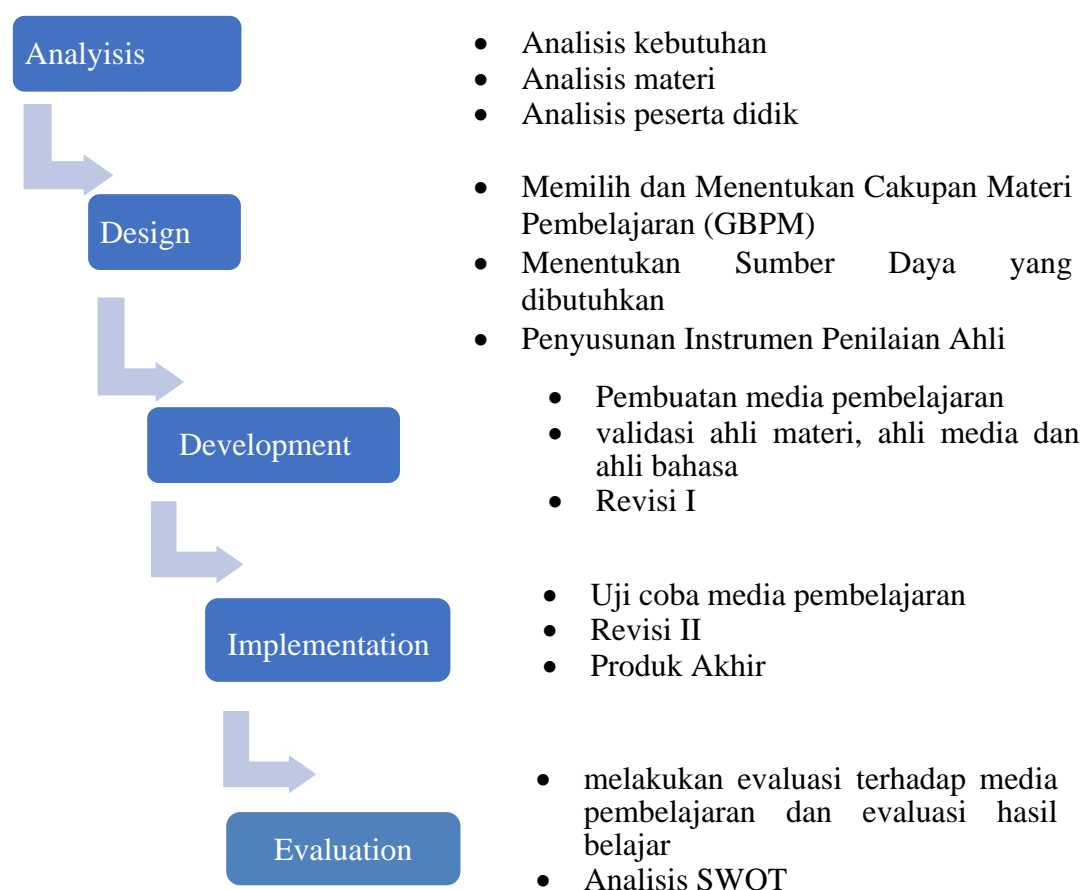 Analyisis
• Analisis kebutuhan
• Analisis materi
• Analisis peserta didik
Design
• Memilih dan Menentukan Cakupan Materi
Pembelajaran (GBPM)
• Menentukan Sumber Daya yang
dibutuhkan
• Penyusunan Instrumen Penilaian Ahli
Development
• Pembuatan media pembelajaran
• validasi ahli materi, ahli media dan
ahli bahasa
• Revisi I
Implementation
• Uji coba media pembelajaran
• Revisi II
• Produk Akhir
Evaluation
• melakukan evaluasi terhadap media
pembelajaran dan evaluasi hasil
belajar
• Analisis SWOT